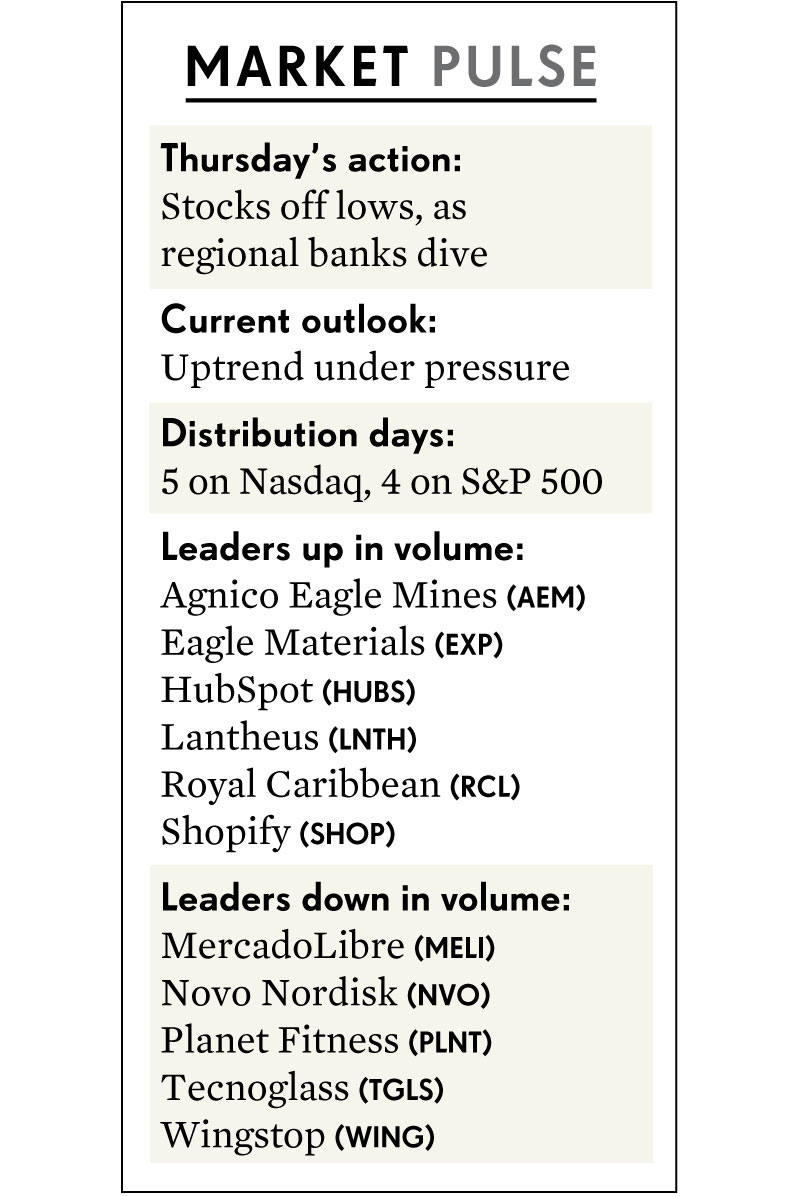 MARKET PULSE
Thursday’s action:
Stocks off lows, as
regional banks dive
Current outlook:
Uptrend under pressure
Distribution days:
5 on Nasdaq, 4 on S&P 500
Leaders up in volume:
Agnico Eagle Mines (AEM)
Eagle Materials (EXP)
HubSpot (HUBS)
Lantheus (LNTH)
Royal Caribbean (RCL)
Shopify (SHOP)
Leaders down in volume:
MercadoLibre (MELI)
Novo Nordisk (NVO)
Planet Fitness (PLNT)
Tecnoglass (TGLS)
Wingstop (WING)